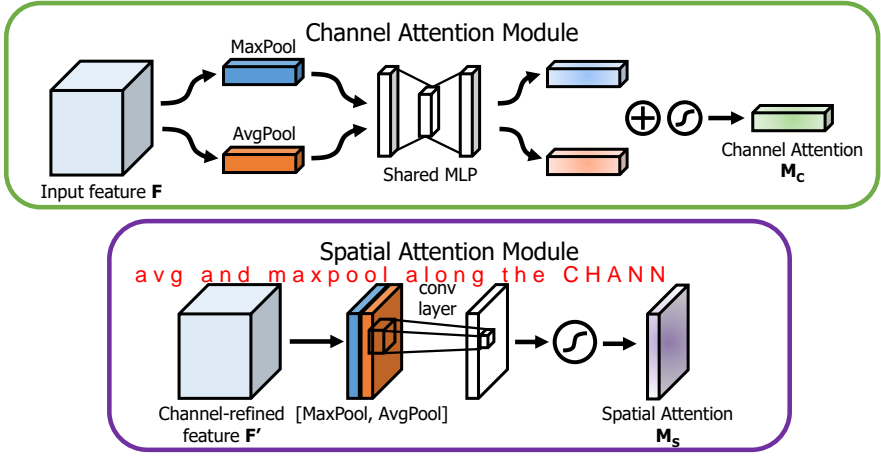 Channel Attention Module
MaxPool
AvgPool
Input feature F
Shared MLP
Channel Attention
Mc
Spatial Attention Module
avg and maxpool along the CHANN
conv
layer
Channel-refined
feature F'
[MaxPool, AvgPool]
Spatial Attention
Ms